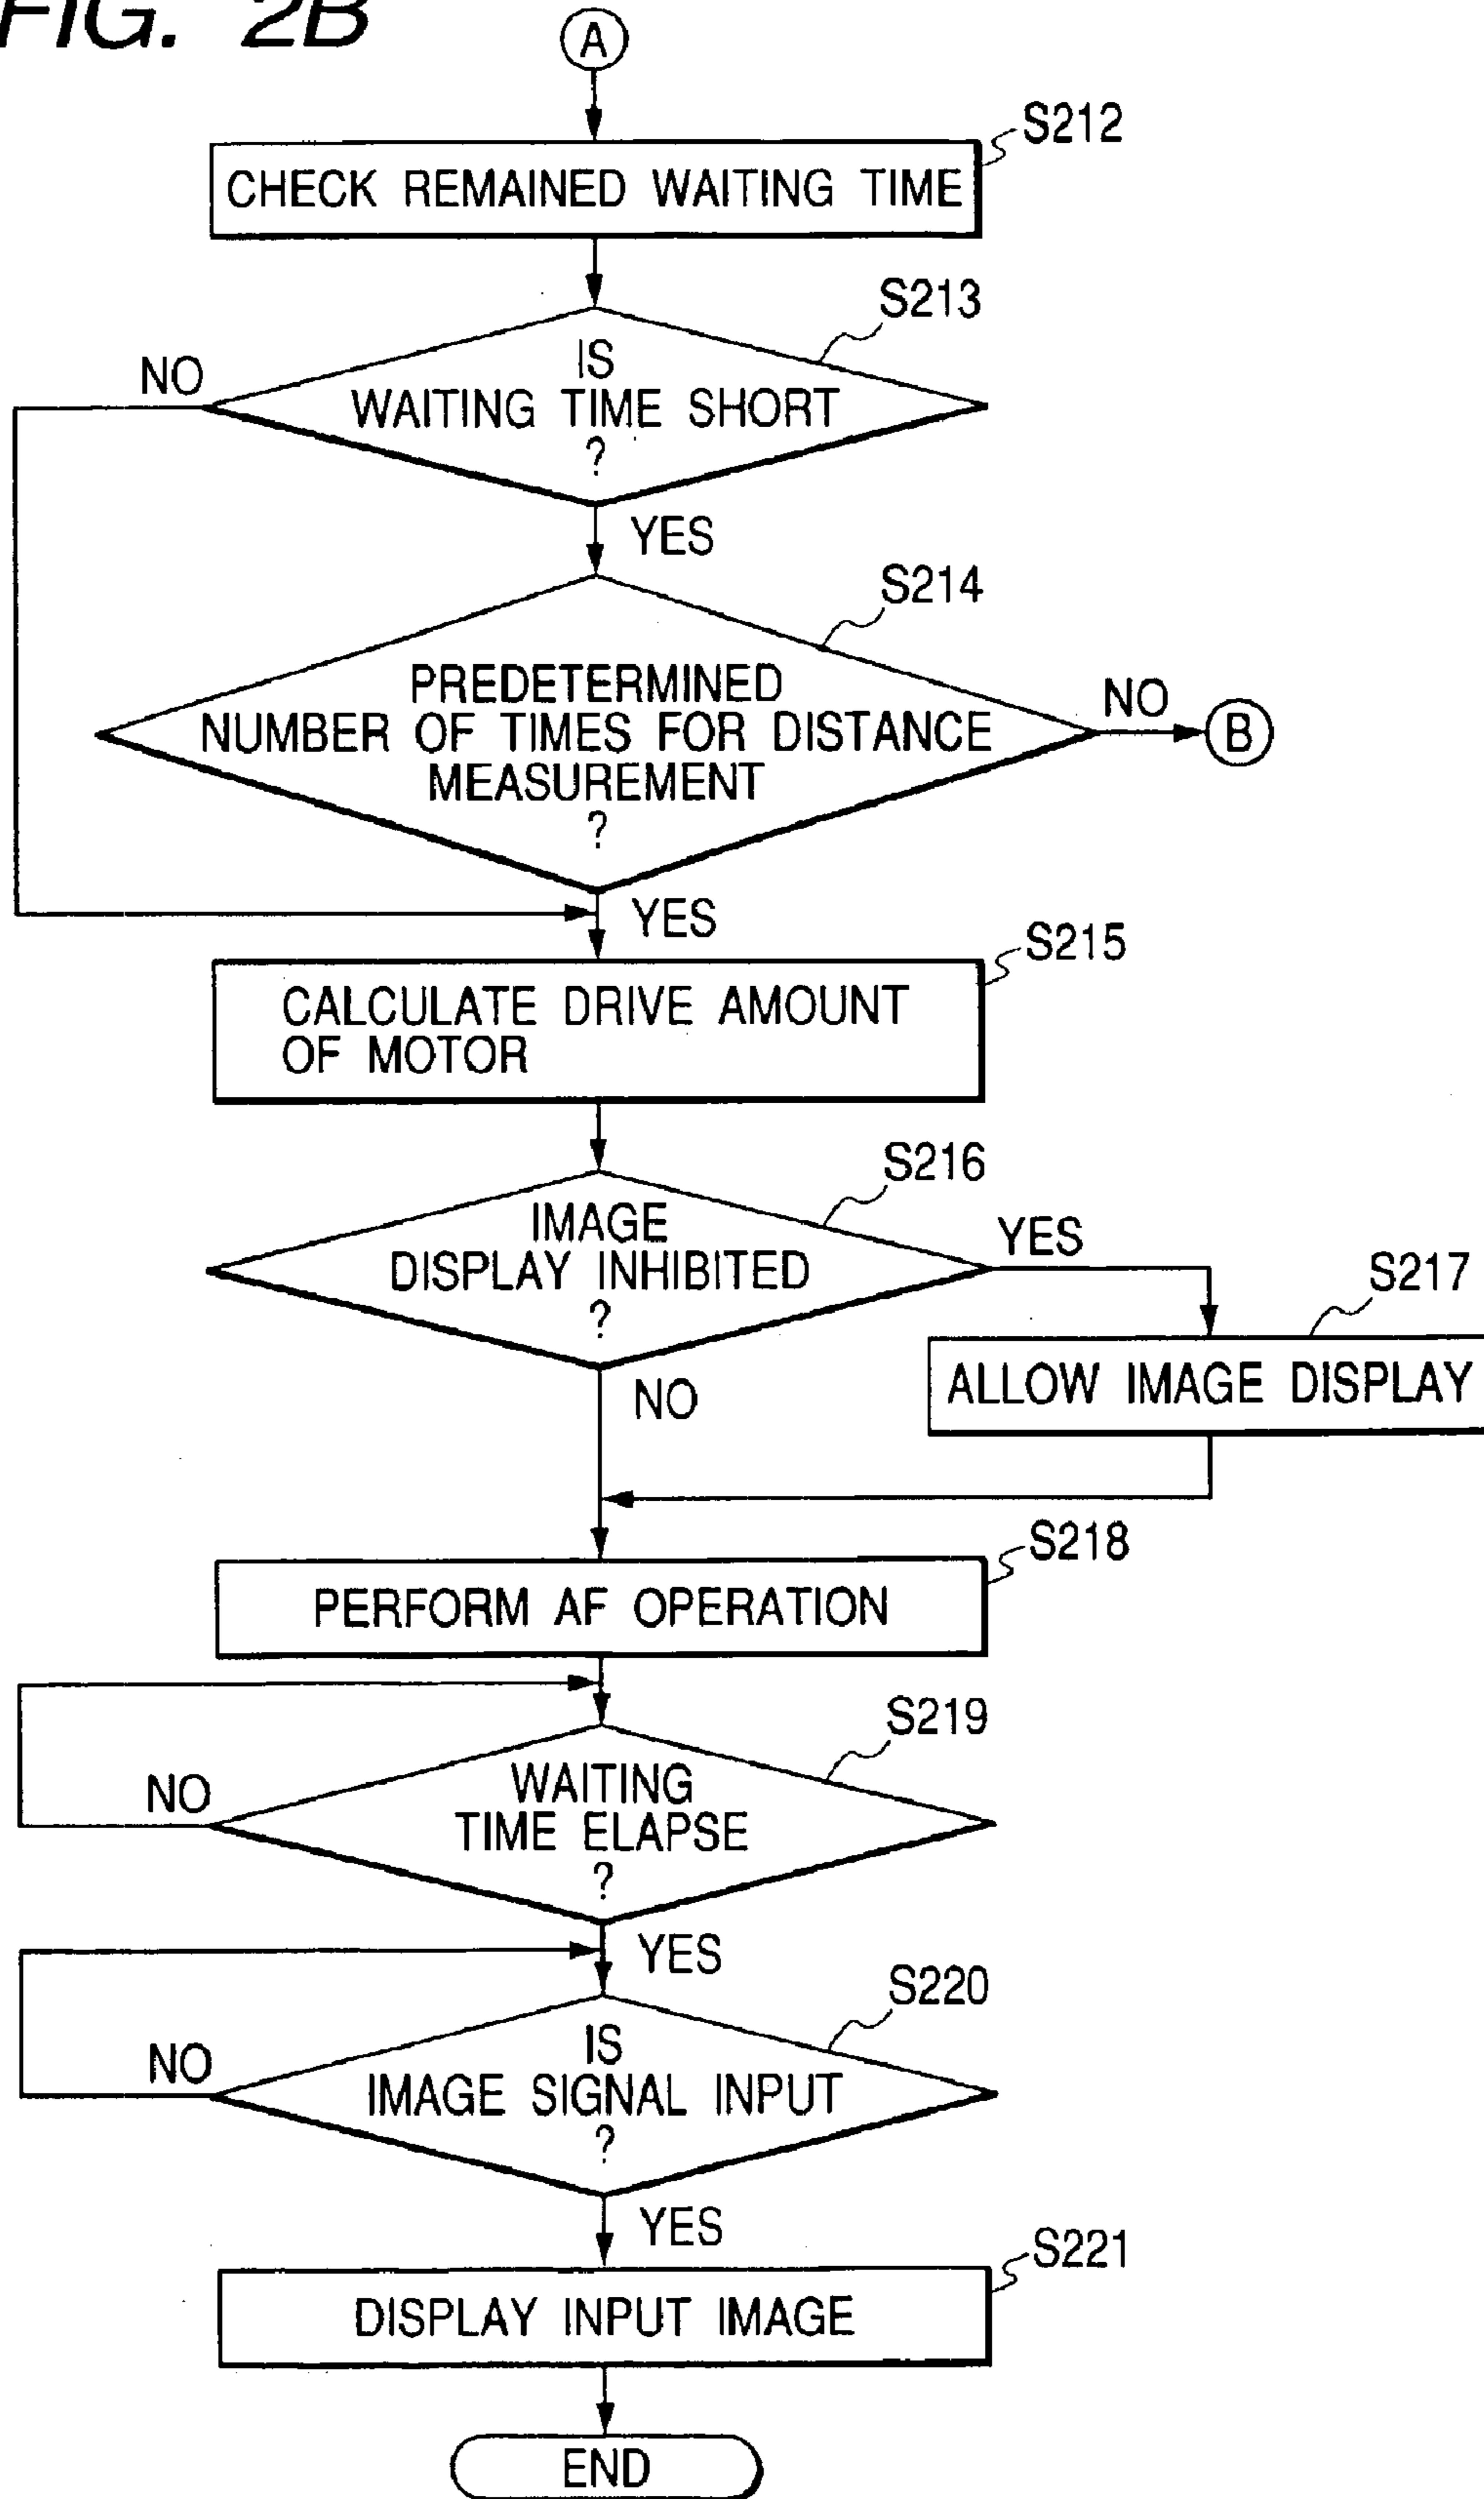 FIG. 2B
A
S212
CHECK REMAINED WAITING TIME
S213
NO
IS
WAITING TIME SHORT
?
YES
S214
PREDETERMINED
NUMBER OF TIMES FOR DISTANCE
MEASUREMENT
?
NO
B
YES
S215
CALCULATE DRIVE AMOUNT
OF MOTOR
S216
IMAGE
DISPLAY INHIBITED
?
YES
S217
ALLOW IMAGE DISPLAY
NO
S218
PERFORM AF OPERATION
S219
NO
WAITING
TIME ELAPSE
?
YES
S220
NO
IS
IMAGE SIGNAL INPUT
?
YES
S221
DISPLAY INPUT IMAGE
END